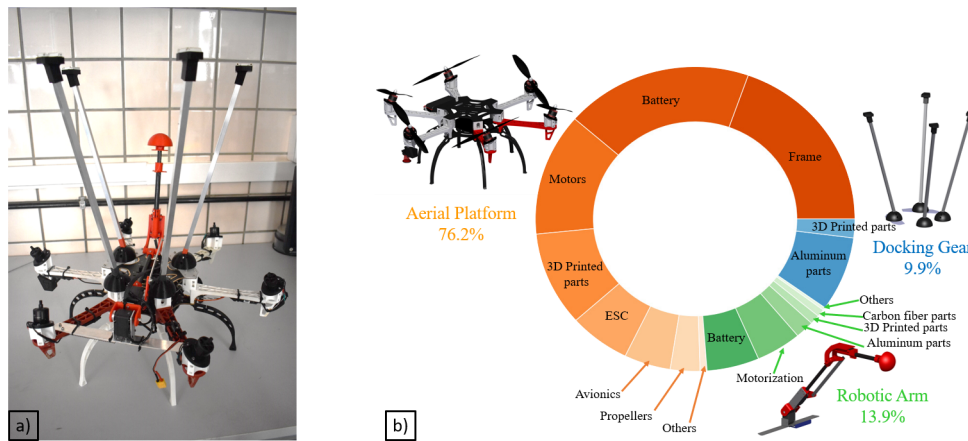 a)
b)
Battery
Frame
Motors
Aerial Platform
76.2%
3D Printed
parts
ESC
Avionics
Propellers
Others
Battery
Motorization
Aluminum parts
3D Printed parts
Carbon fiber parts
Others
Robotic Arm
13.9%
3D Printed parts
Aluminum
parts
Docking Gear
9.9%